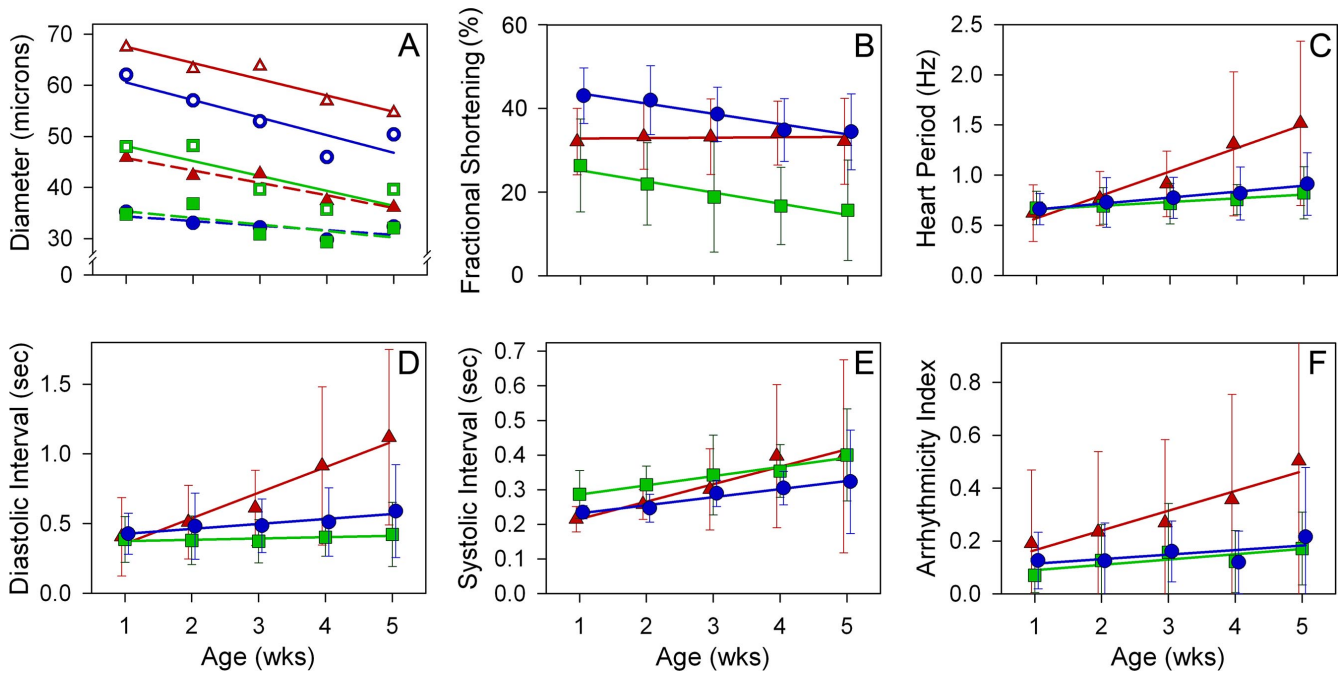 A
Diameter (microns)
70
60
50
40
30
0
B
Fractional Shortening (%)
60
40
20
0
C
Heart Period (Hz)
2.5
2.0
1.5
1.0
0.5
0.0
D
Diastolic Interval (sec)
1.5
1.0
0.5
0.0
1 2 3 4 5
Age (wks)
E
Systolic Interval (sec)
0.7
0.6
0.5
0.4
0.3
0.2
0.1
0.0
1 2 3 4 5
Age (wks)
F
Arrhythmicity Index
0.8
0.6
0.4
0.2
0.0
1 2 3 4 5
Age (wks)